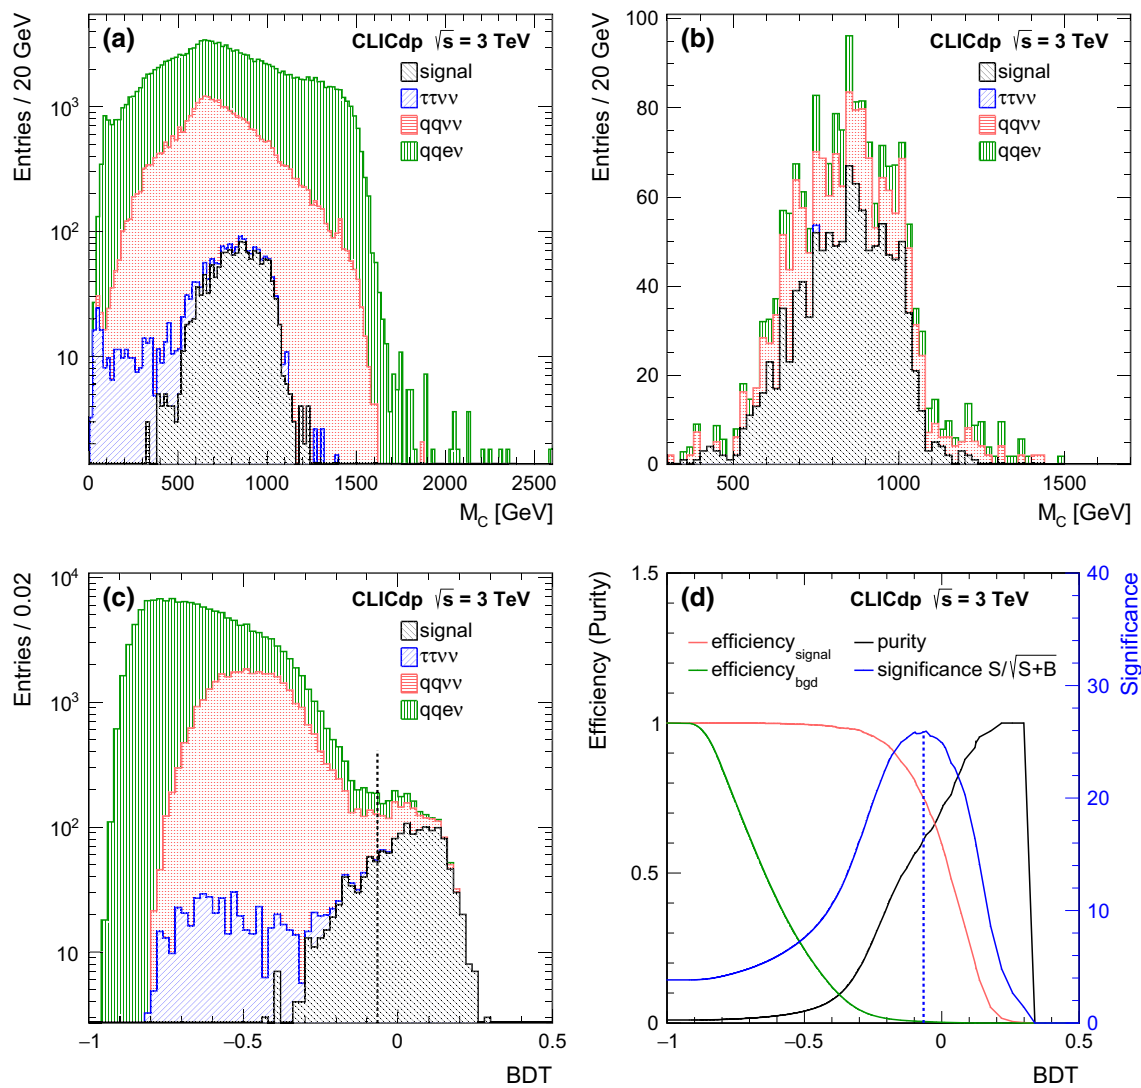 (a) CLICdp √s = 3 TeV
Entries / 20 GeV
signal
ττνν
qqνν
qqeν
10³
10²
10
0 500 1000 1500 2000 2500
M_C [GeV]
(b) CLICdp √s = 3 TeV
Entries / 20 GeV
signal
ττνν
qqνν
qqeν
100
80
60
40
20
0
500 1000 1500
M_C [GeV]
(c) CLICdp √s = 3 TeV
Entries / 0.02
signal
ττνν
qqνν
qqeν
10⁴
10³
10²
10
−1 −0.5 0 0.5
BDT
(d) CLICdp √s = 3 TeV
Efficiency (Purity)
Significance
efficiency_signal purity
efficiency_bgd significance S/√S+B
1.5
1
0.5
0
40
30
20
10
0
−1 −0.5 0 0.5
BDT